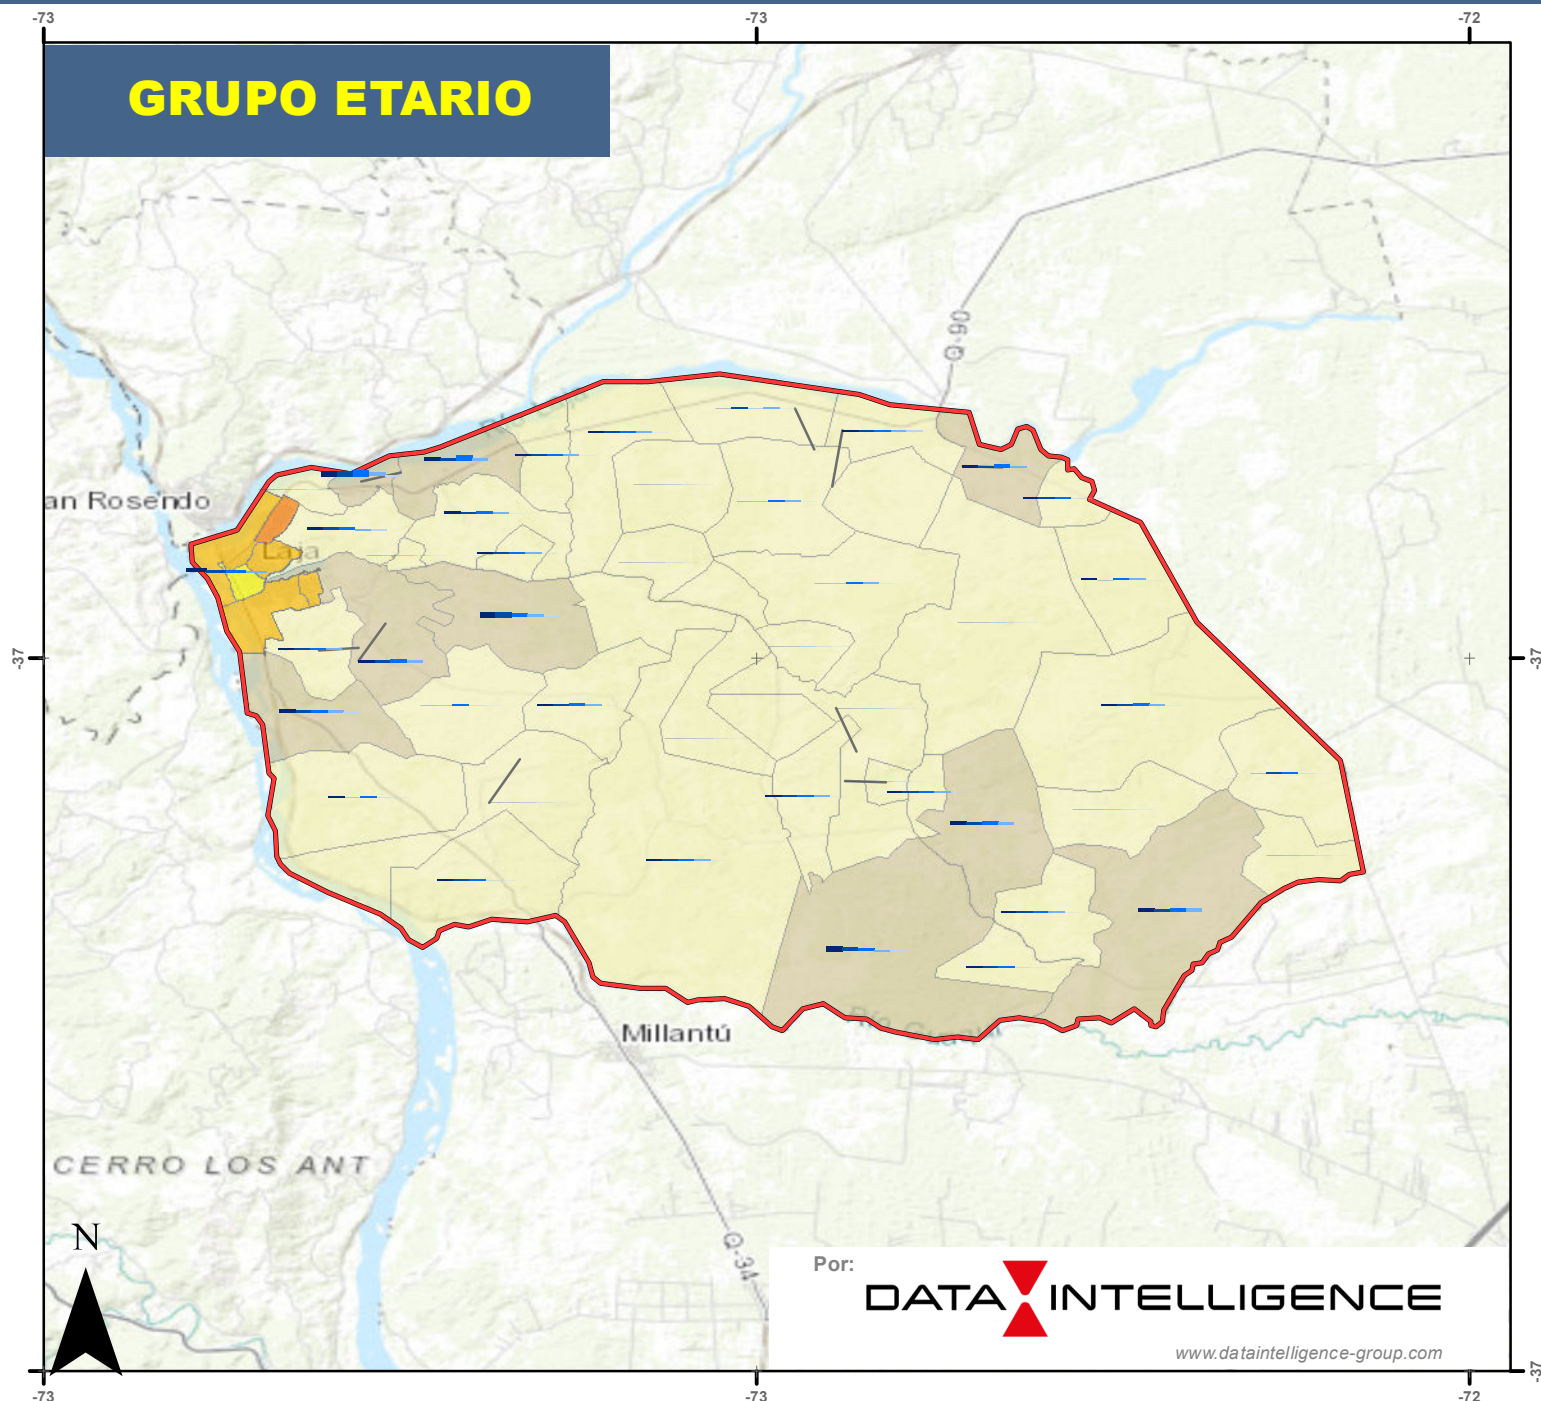 -73
-73
-72
GRUPO ETARIO
Q-90
an Rosendo
Laja
-37
-37
Millantú
CERRO LOS ANT
N
Q-34
Por:
DATA INTELLIGENCE
www.dataintelligence-group.com
-37
-73
-73
-72